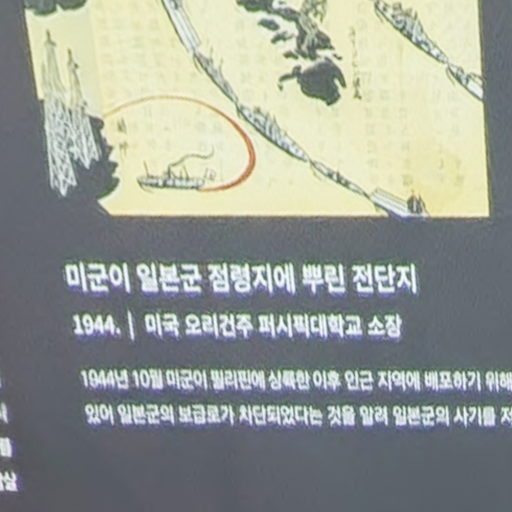 미군이 일본군 점령지에 뿌린 전단지
1944. | 미국 오리건주 퍼시픽대학교 소장
1944년 10월 미군이 필리핀에 상륙한 이후 인근 지역에 배포하기 위해
있어 일본군의 보급로가 차단되었다는 것을 알려 일본군의 사기를